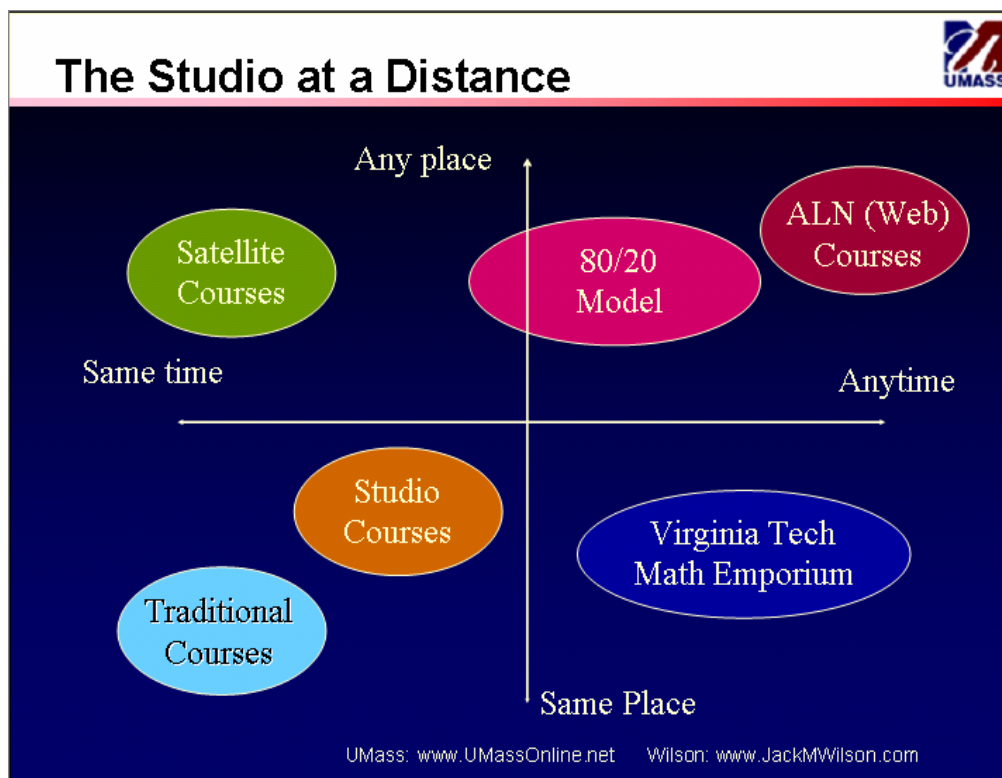 The Studio at a Distance
UMASS
Any place
ALN (Web)
Courses
Satellite
Courses
80/20
Model
Same time
Anytime
Studio
Courses
Virginia Tech
Math Emporium
Traditional
Courses
Same Place
UMass: www.UMassOnline.net Wilson: www.JackMWilson.com